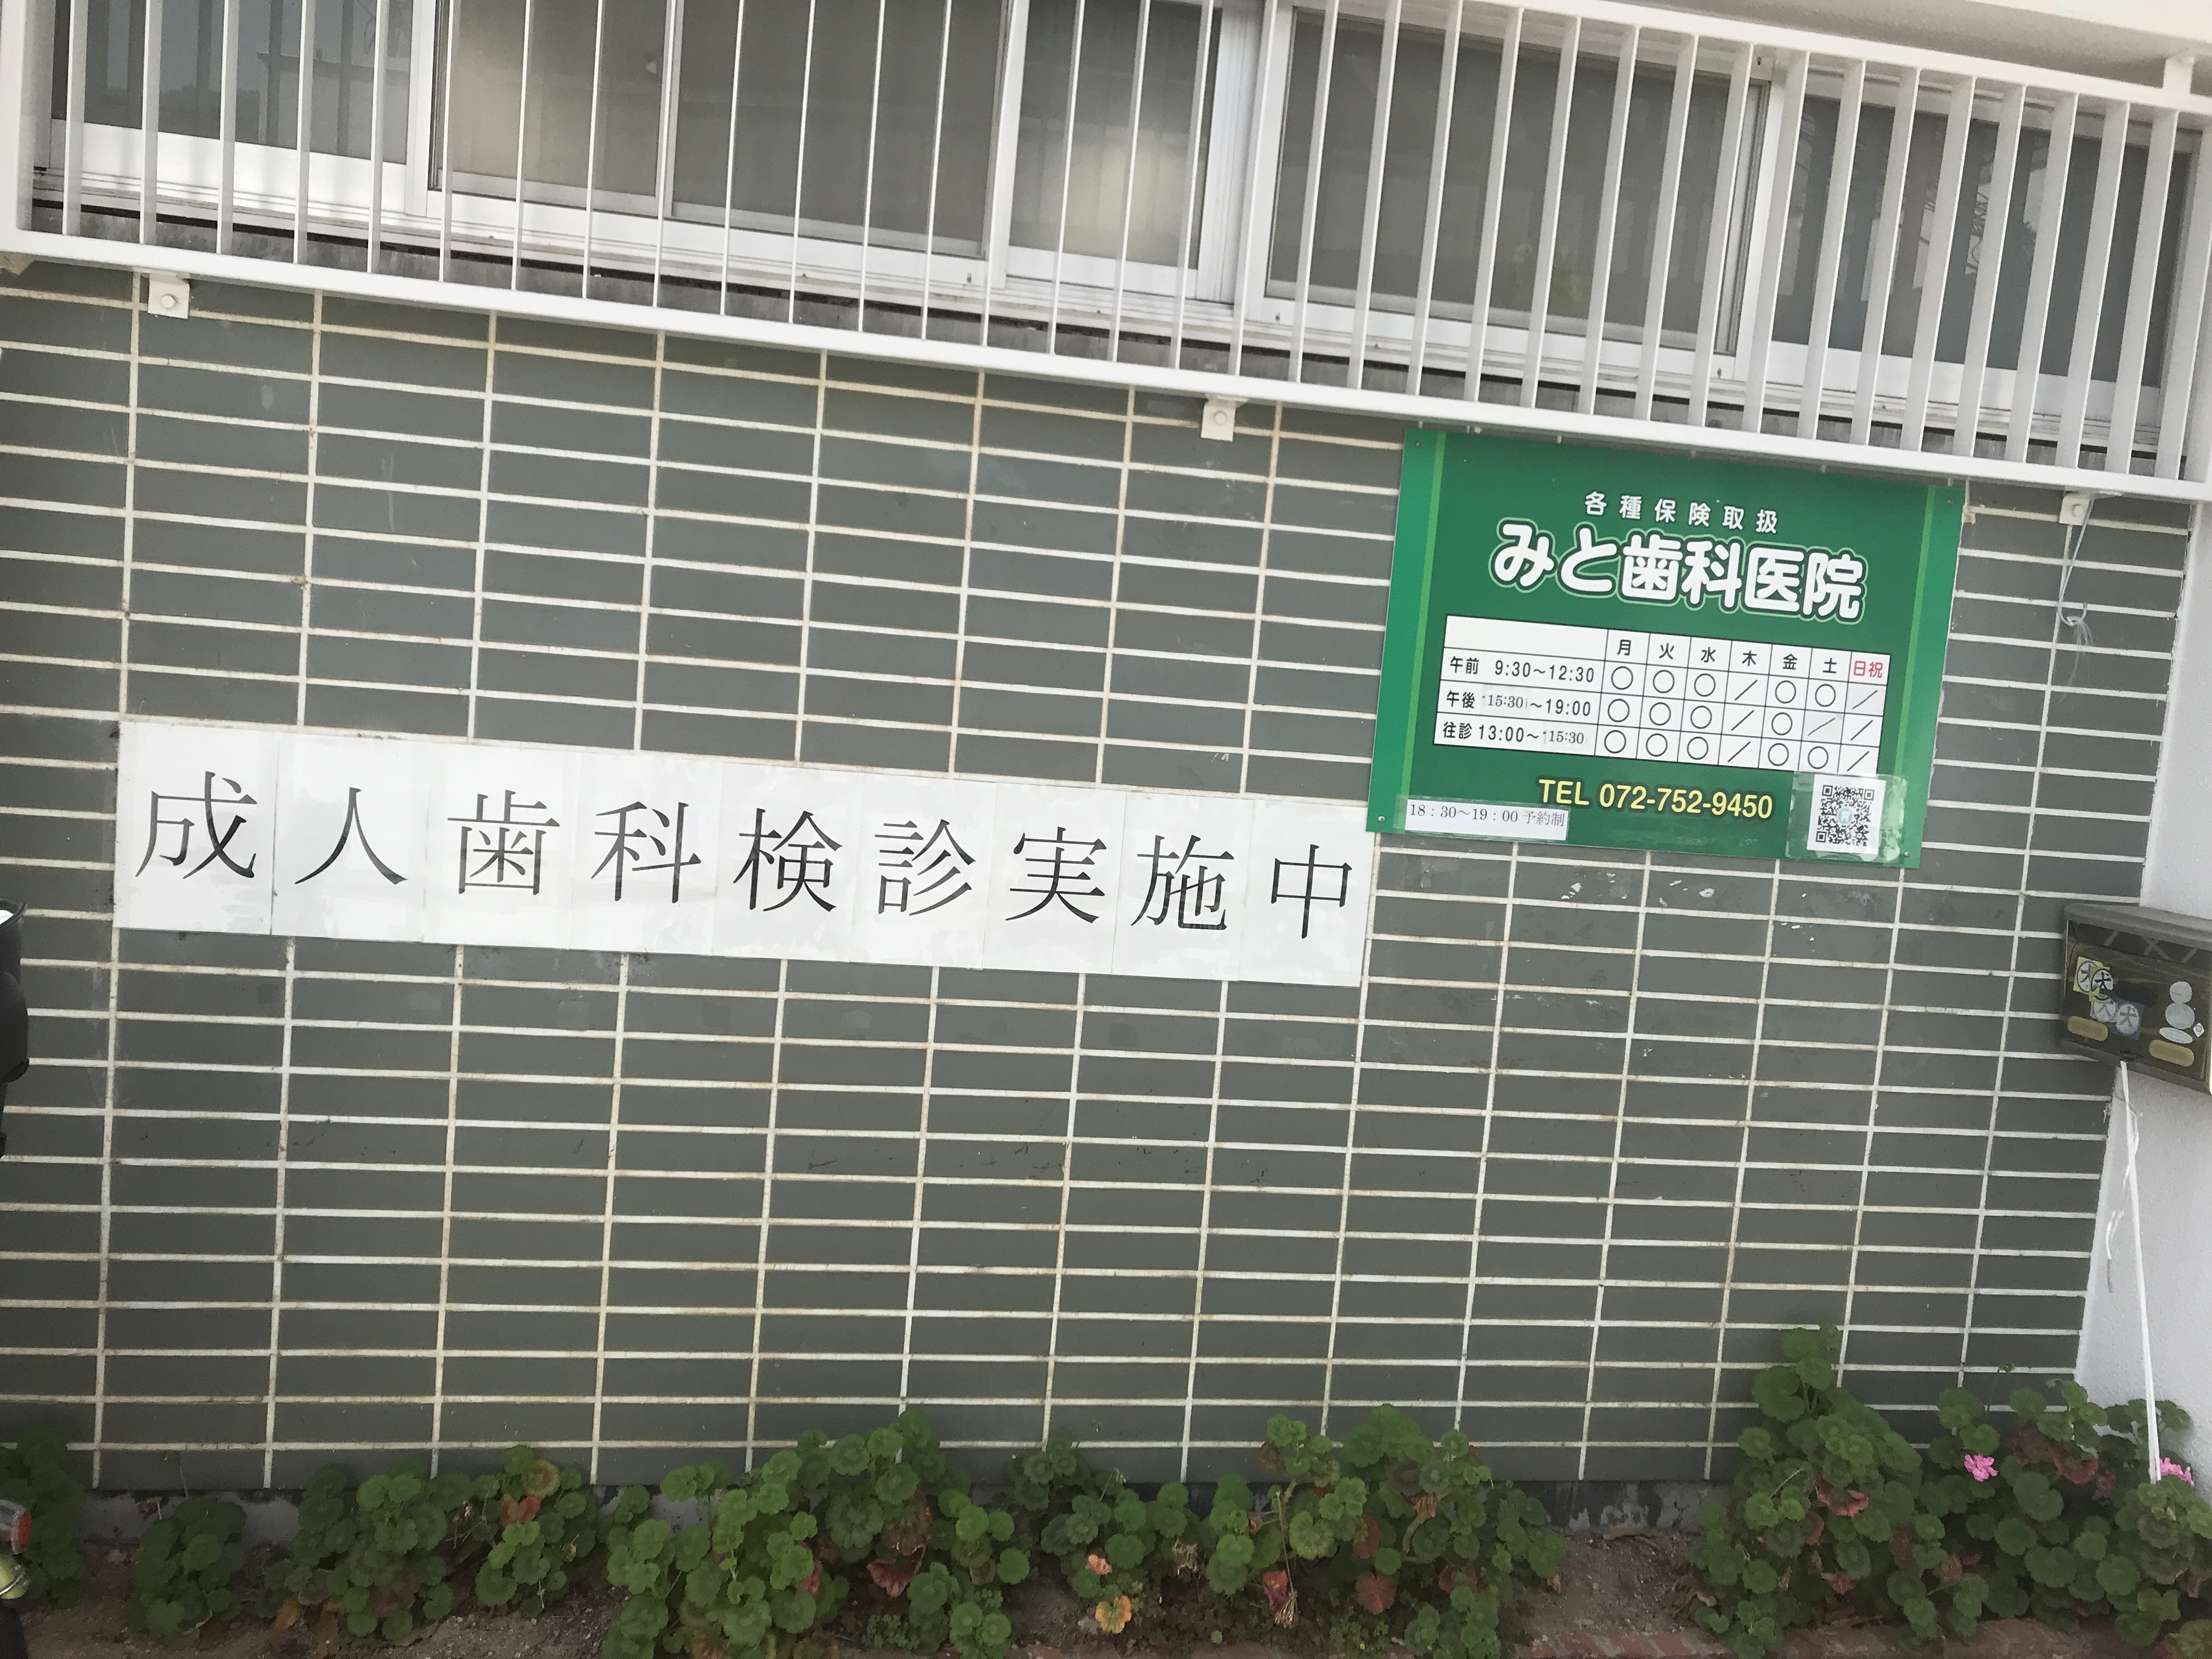 各種保険取扱
みと歯科医院
月 火 水 木 金 土 日祝
午前 9:30～12:30 ○ ○ ○ ／ ○ ○ ／
午後 15:30～19:00 ○ ○ ○ ／ ○ ／ ／
往診 13:00～15:30 ○ ○ ○ ／ ○ ○ ／
TEL 072-752-9450
18：30～19：00 予約制
成人歯科検診実施中
犬